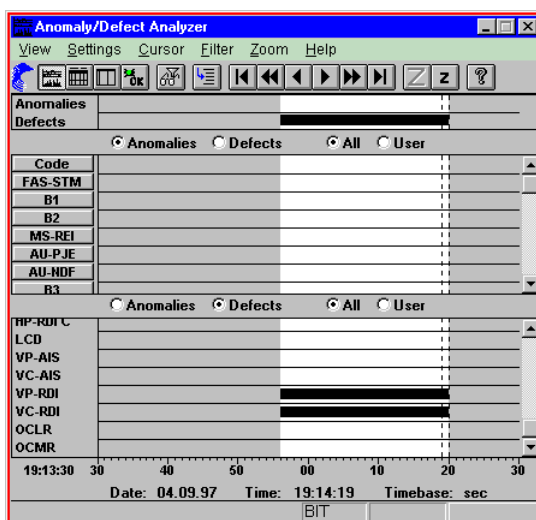 Anomaly/Defect Analyzer
View Settings Cursor Filter Zoom Help
OK Z z ?
Anomalies
Defects
Anomalies Defects All User
Code
FAS-STM
B1
B2
MS-REI
AU-PJE
AU-NDF
B3
Anomalies Defects All User
HP-RDI C
LCD
VP-AIS
VC-AIS
VP-RDI
VC-RDI
OCLR
OCMR
19:13:30 30 40 50 00 10 20 30
Date: 04.09.97 Time: 19:14:19 Timebase: sec
BIT